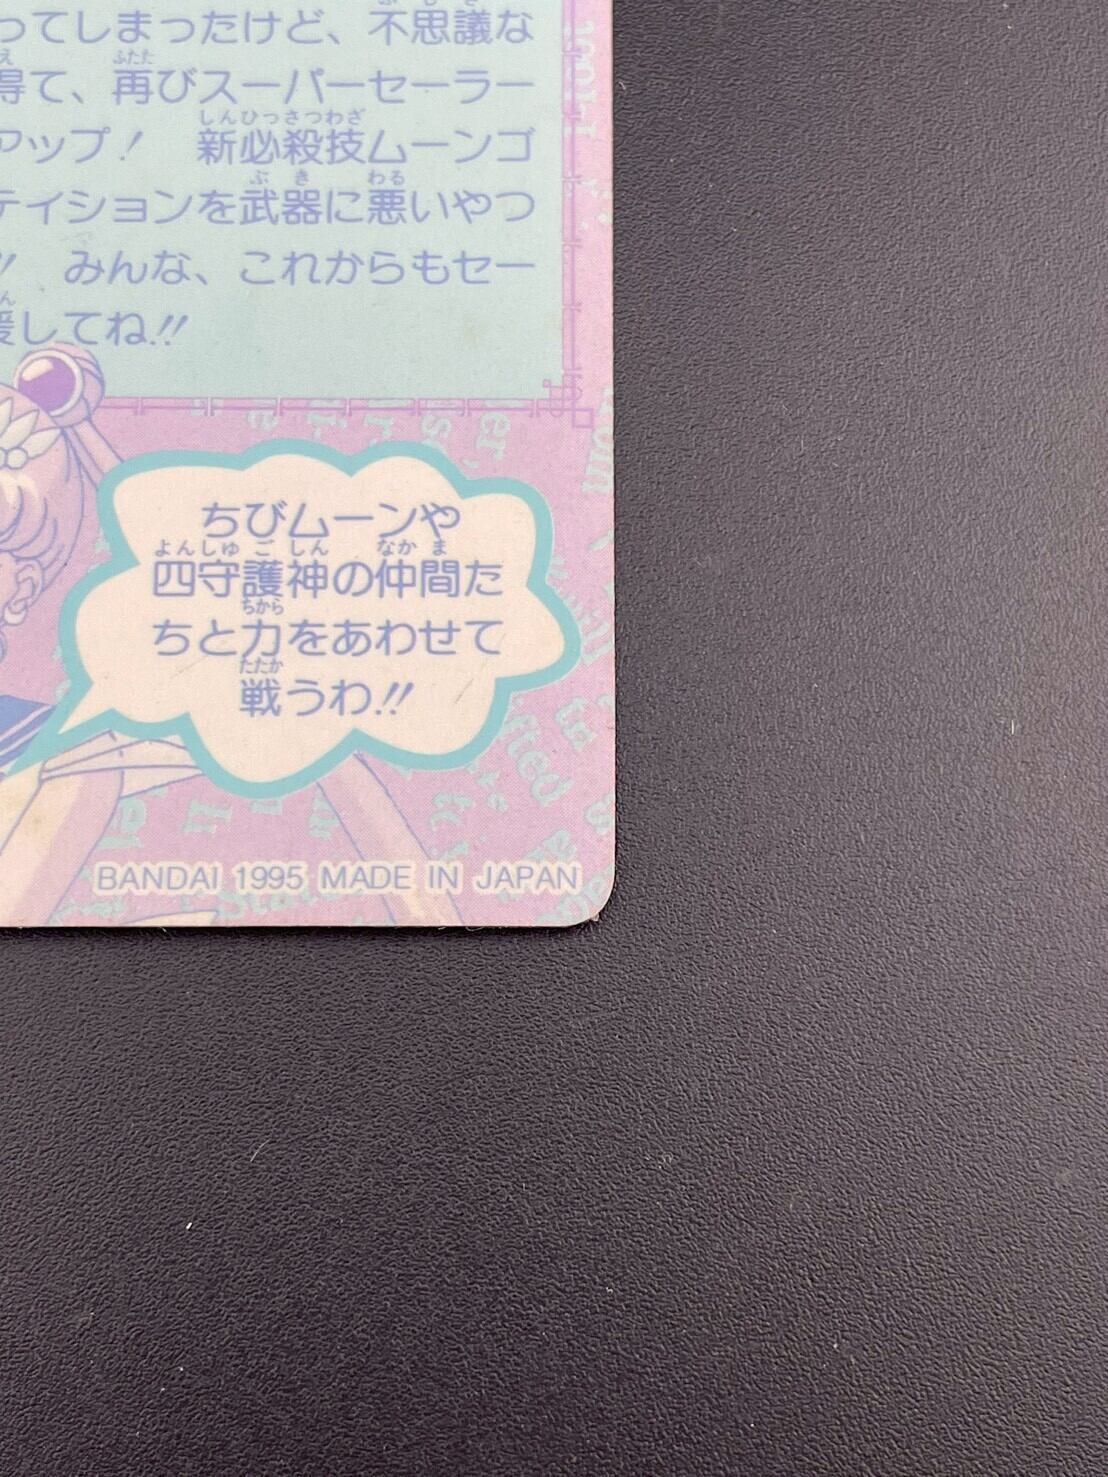 ってしまったけど、不思議な
得て、再びスーパーセーラー
アップ! 新必殺技ムーンゴ
ティションを武器に悪いやつ
!! みんな、これからもセー
援してね!!
ちびムーンや
四守護神の仲間た
ちと力をあわせて
戦うわ!!
BANDAI 1995 MADE IN JAPAN